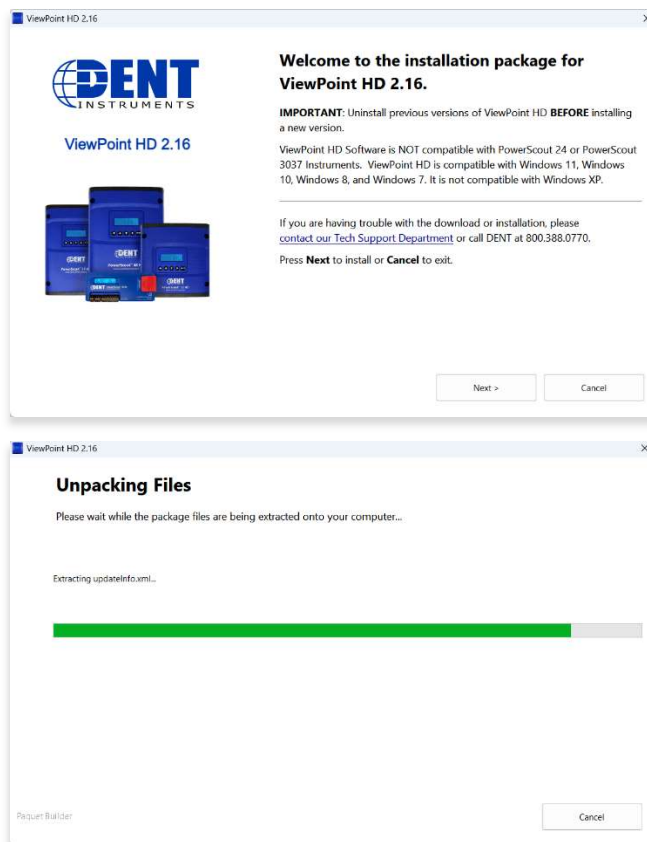 ViewPoint HD 2.16
DENT
INSTRUMENTS
ViewPoint HD 2.16
Welcome to the installation package for
ViewPoint HD 2.16.
IMPORTANT: Uninstall previous versions of ViewPoint HD BEFORE installing
a new version.
ViewPoint HD Software is NOT compatible with PowerScout 24 or PowerScout
3037 Instruments. ViewPoint HD is compatible with Windows 11, Windows
10, Windows 8, and Windows 7. It is not compatible with Windows XP.
If you are having trouble with the download or installation, please
contact our Tech Support Department or call DENT at 800.388.0770.
Press Next to install or Cancel to exit.
DENT
DENT
DENT
DENT
Next >
Cancel
ViewPoint HD 2.16
Unpacking Files
Please wait while the package files are being extracted onto your computer...
Extracting updateInfo.xml...
Paquet Builder
Cancel